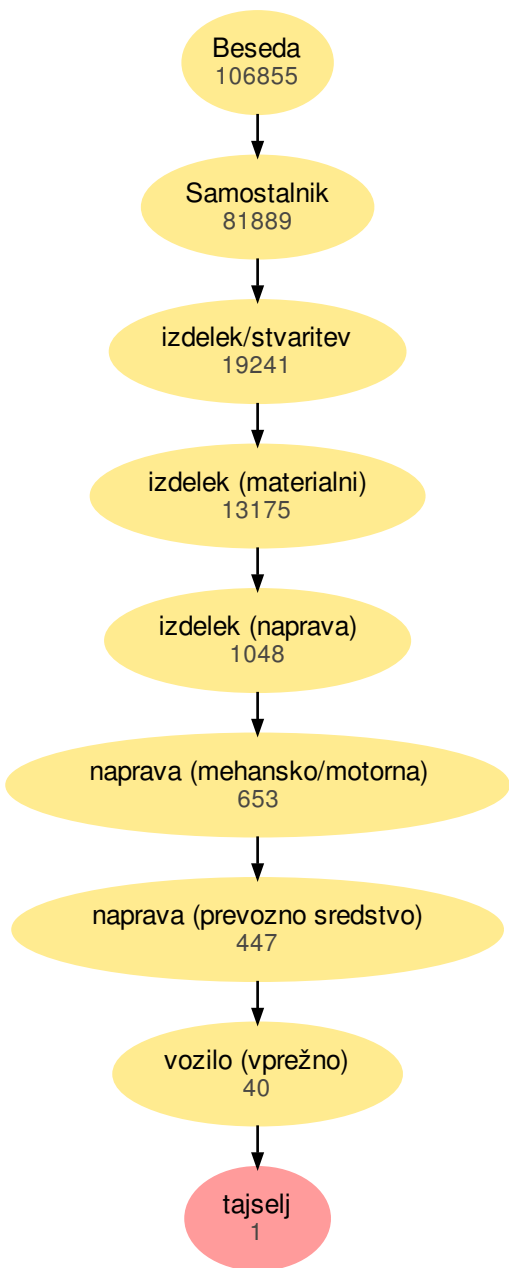 Beseda
106855
Samostalnik
81889
izdelek/stvaritev
19241
izdelek (materialni)
13175
izdelek (naprava)
1048
naprava (mehansko/motorna)
653
naprava (prevozno sredstvo)
447
vozilo (vprežno)
40
tajselj
1